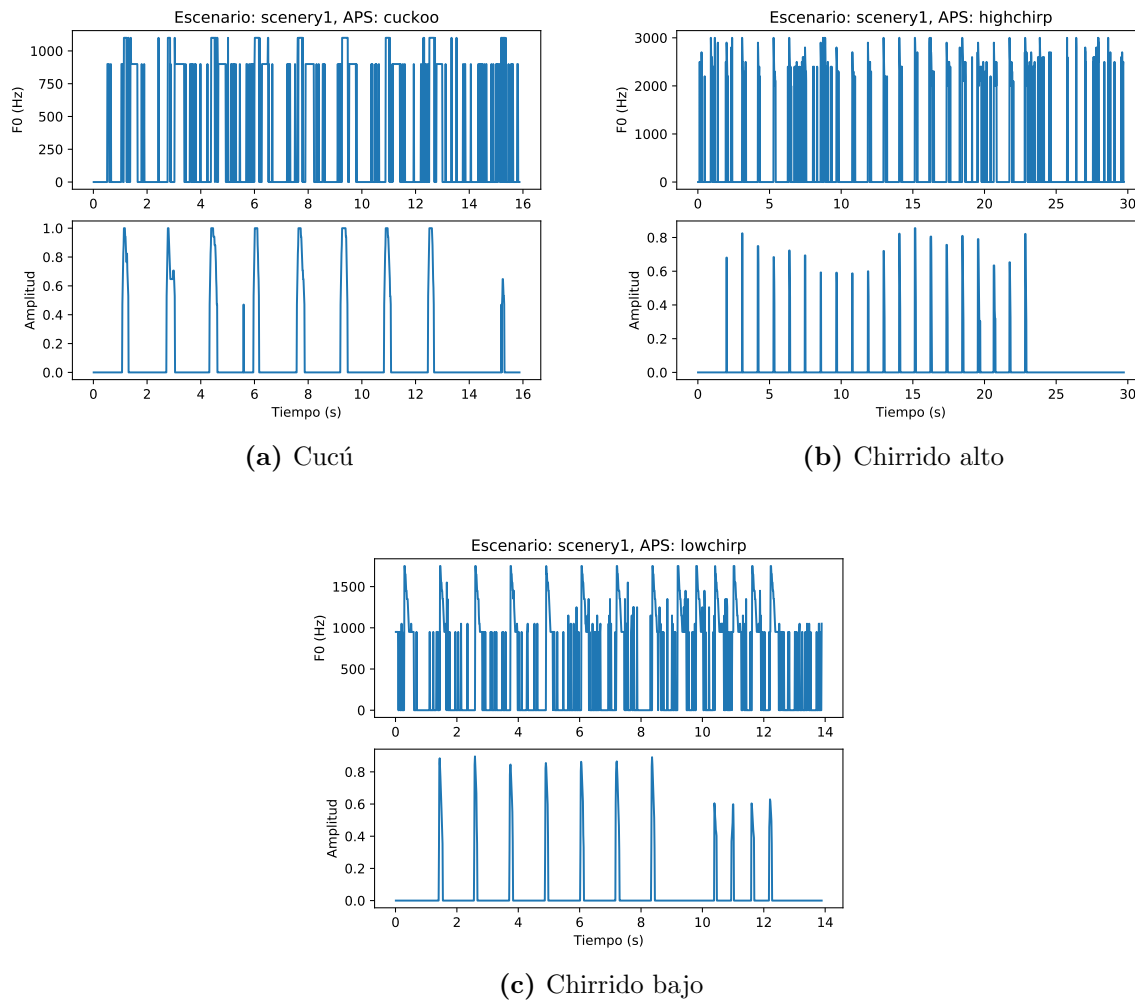 Escenario: scenery1, APS: cuckoo
F0 (Hz)
1000
750
500
250
0
0 2 4 6 8 10 12 14 16
Amplitud
1.0
0.8
0.6
0.4
0.2
0.0
0 2 4 6 8 10 12 14 16
Tiempo (s)
(a) Cucú
Escenario: scenery1, APS: highchirp
F0 (Hz)
3000
2000
1000
0
0 5 10 15 20 25 30
Amplitud
0.8
0.6
0.4
0.2
0.0
0 5 10 15 20 25 30
Tiempo (s)
(b) Chirrido alto
Escenario: scenery1, APS: lowchirp
F0 (Hz)
1500
1000
500
0
0 2 4 6 8 10 12 14
Amplitud
0.8
0.6
0.4
0.2
0.0
0 2 4 6 8 10 12 14
Tiempo (s)
(c) Chirrido bajo